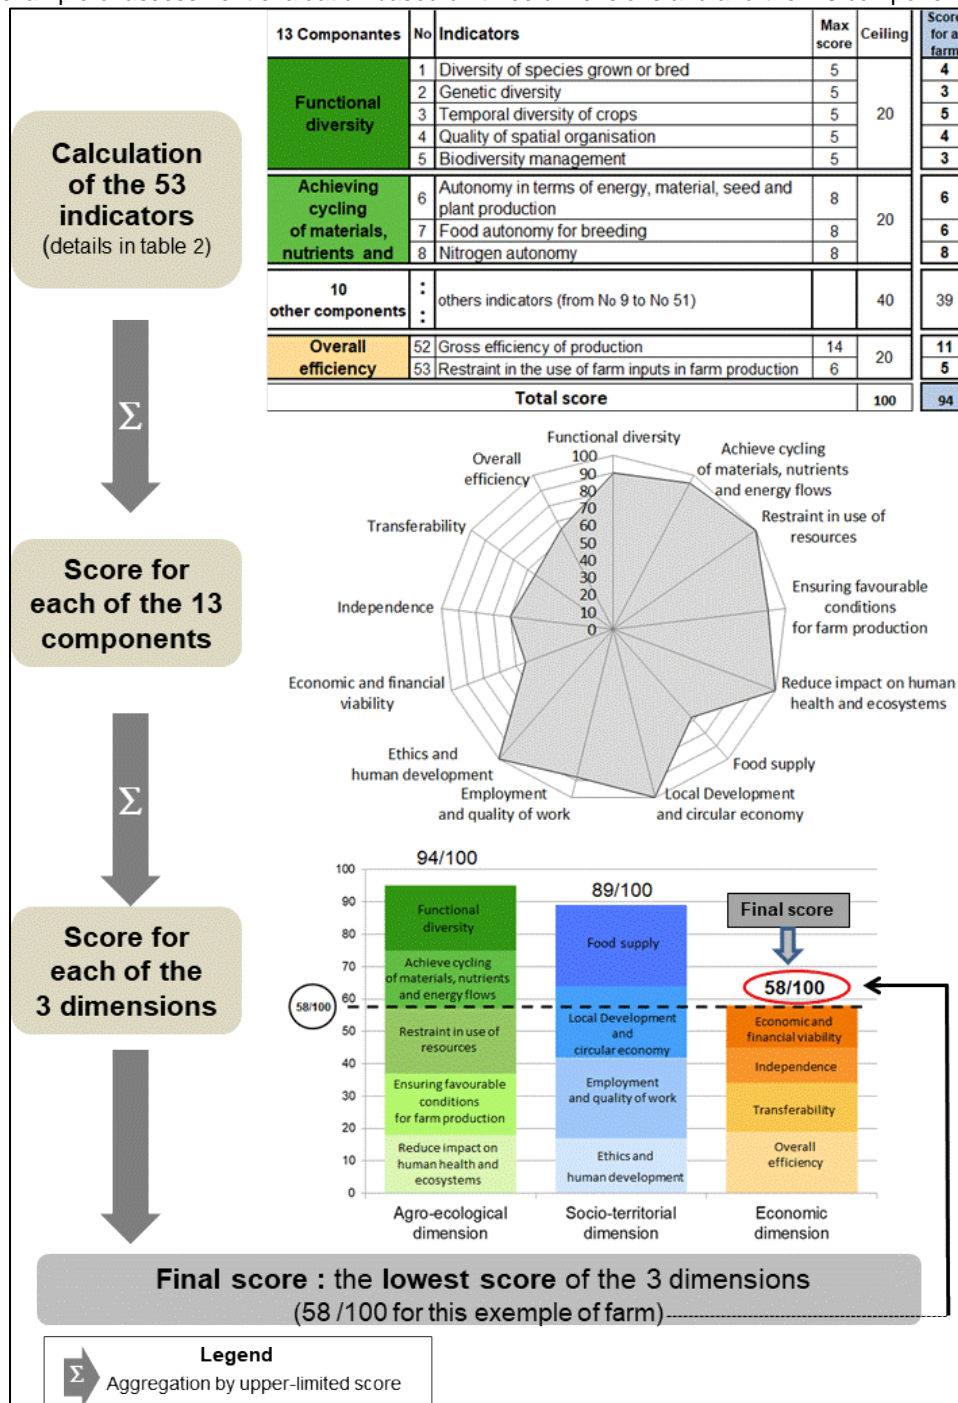 13 Componantes No Indicators Max score Ceiling Score for a farm
Functional diversity
1 Diversity of species grown or bred 5 4
2 Genetic diversity 5 3
3 Temporal diversity of crops 5 20 5
4 Quality of spatial organisation 5 4
5 Biodiversity management 5 3
Achieving cycling of materials, nutrients and
6 Autonomy in terms of energy, material, seed and plant production 8 6
7 Food autonomy for breeding 8 20 6
8 Nitrogen autonomy 8 8
10 other components : : others indicators (from No 9 to No 51) 40 39
Overall efficiency
52 Gross efficiency of production 14 20 11
53 Restraint in the use of farm inputs in farm production 6 5
Total score 100 94
Calculation
of the 53
indicators
(details in table 2)
Σ
Score for
each of the 13
components
Functional diversity
Achieve cycling
of materials, nutrients
and energy flows
Restraint in use of
resources
Ensuring favourable
conditions
for farm production
Reduce impact on human
health and ecosystems
Food supply
Local Development
and circular economy
Employment
and quality of work
Ethics and
human development
Economic and financial
viability
Independence
Transferability
Overall
efficiency
100
90
80
70
60
50
40
30
20
10
0
Σ
Score for
each of the
3 dimensions
94/100
89/100
Final score
58/100
58/100
100
90
80
70
60
50
40
30
20
10
0
Functional
diversity
Achieve cycling
of materials, nutrients
and energy flows
Restraint in use of
resources
Ensuring favourable
conditions
for farm production
Reduce impact on
human health and
ecosystems
Food supply
Local Development
and
circular economy
Employment
and quality of work
Ethics and
human development
Economic and
financial viability
Independence
Transferability
Overall
efficiency
Agro-ecological
dimension
Socio-territorial
dimension
Economic
dimension
Final score : the lowest score of the 3 dimensions
(58 /100 for this exemple of farm)
Legend
Σ Aggregation by upper-limited score